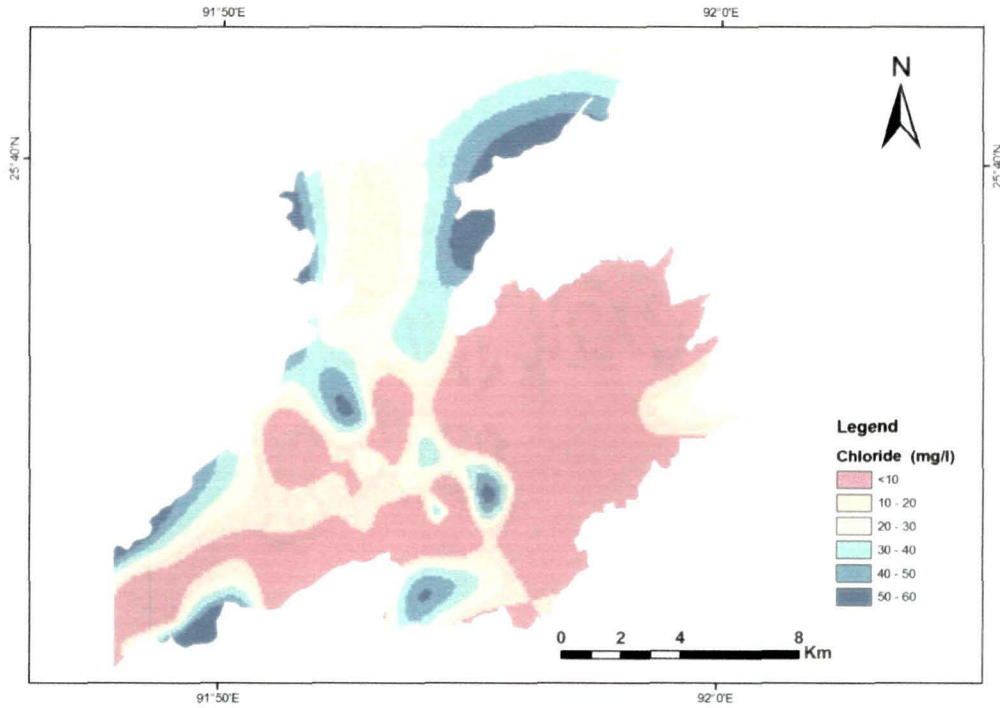 91°50'E 92°0'E
N
25°40'N 25°40'N
Legend
Chloride (mg/l)
<10
10 - 20
20 - 30
30 - 40
40 - 50
50 - 60
0 2 4 8
Km
91°50'E 92°0'E